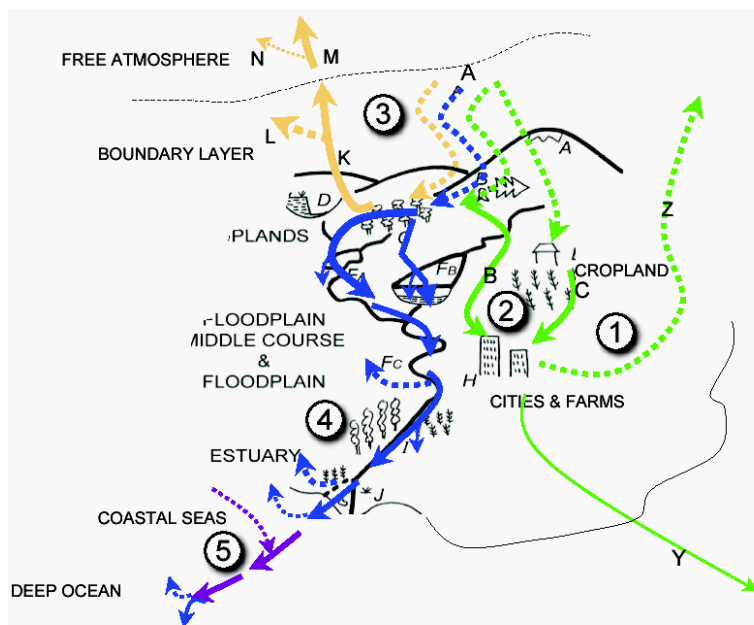 FREE ATMOSPHERE
N
M
A
3
L
BOUNDARY LAYER
K
A
B
D
Z
PLANDS
C
FA
FB
B
I
CROPLAND
C
2
1
FLOODPLAIN
MIDDLE COURSE
&
FLOODPLAIN
FC
H
CITIES & FARMS
4
ESTUARY
I
J
COASTAL SEAS
5
Y
DEEP OCEAN